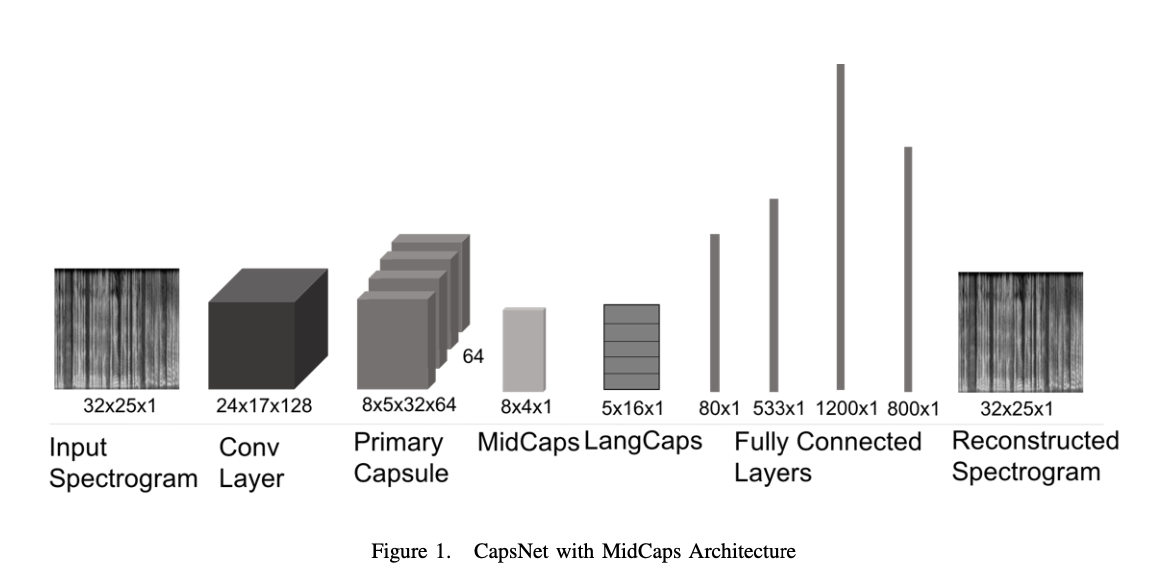 64
32x25x1 24x17x128 8x5x32x64 8x4x1 5x16x1 80x1 533x1 1200x1 800x1 32x25x1
Input Spectrogram
Conv Layer
Primary Capsule
MidCaps
LangCaps
Fully Connected Layers
Reconstructed Spectrogram
Figure 1. CapsNet with MidCaps Architecture